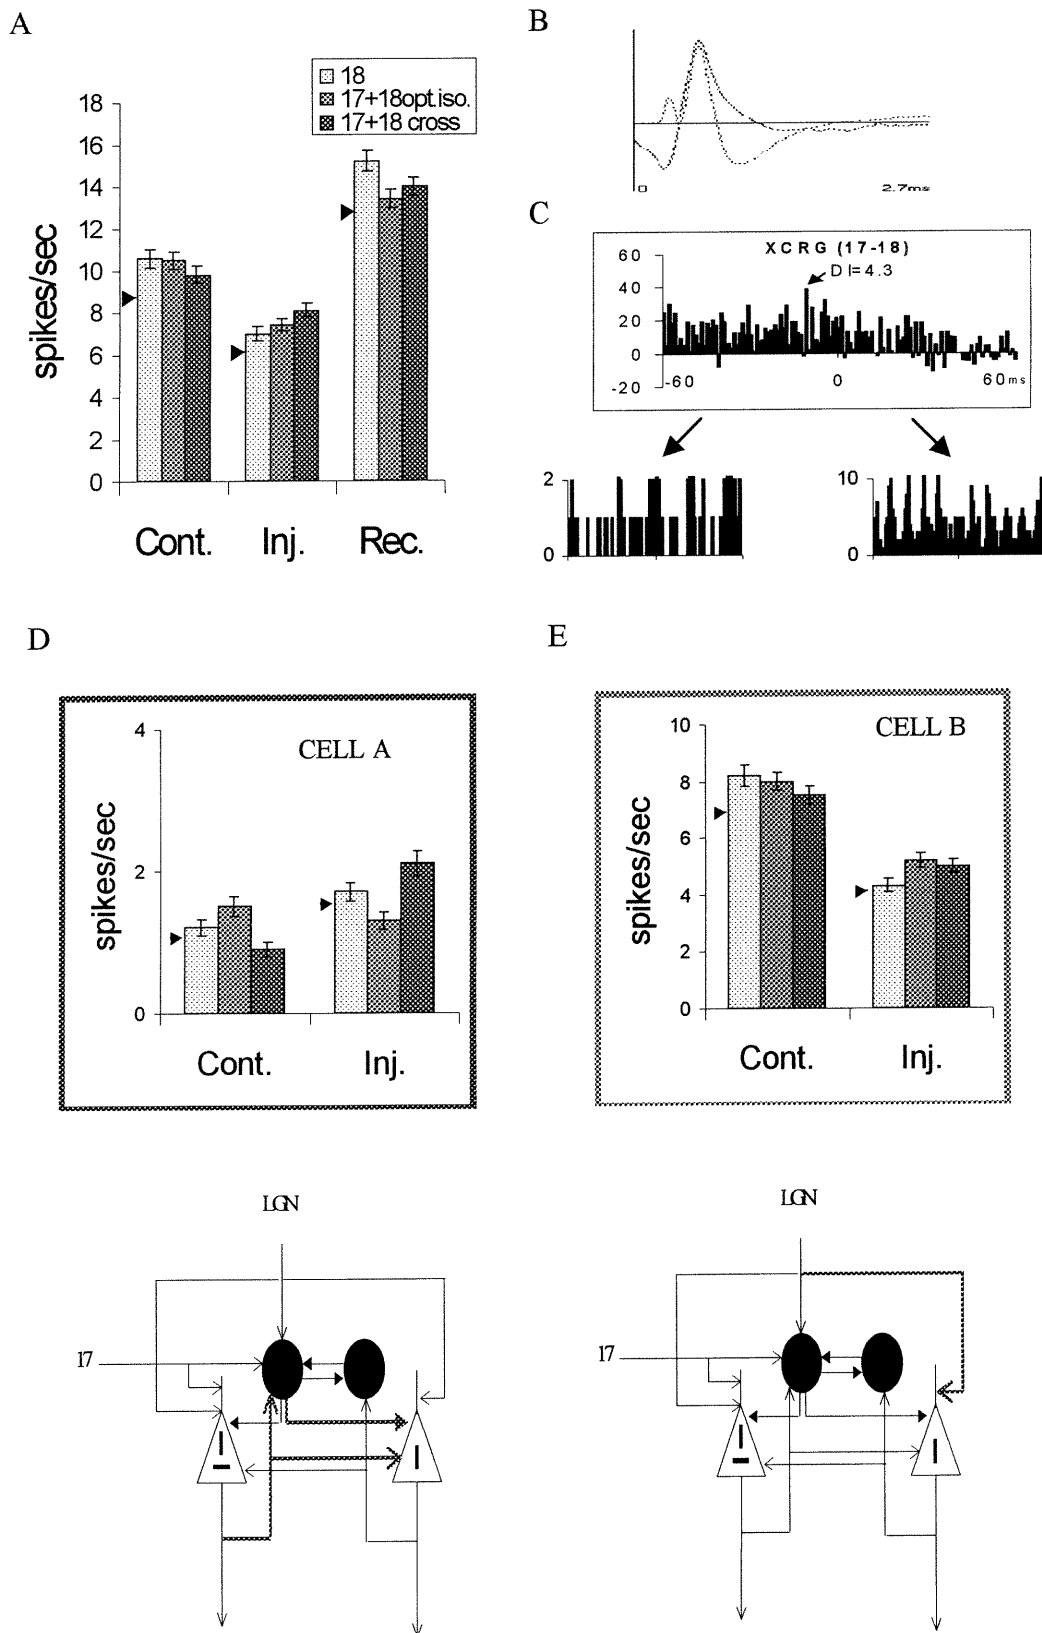 A
18
17+18opt.iso.
17+18 cross
18
16
14
12
10
8
6
4
2
0
spikes/sec
Cont.
Inj.
Rec.
B
0
2.7ms
C
XCRG (17-18)
DI=4.3
60
40
20
0
-20
-60
0
60ms
2
0
10
0
D
CELL A
4
2
0
spikes/sec
Cont.
Inj.
E
CELL B
10
8
6
4
2
0
spikes/sec
Cont.
Inj.
LGN
17
LGN
17